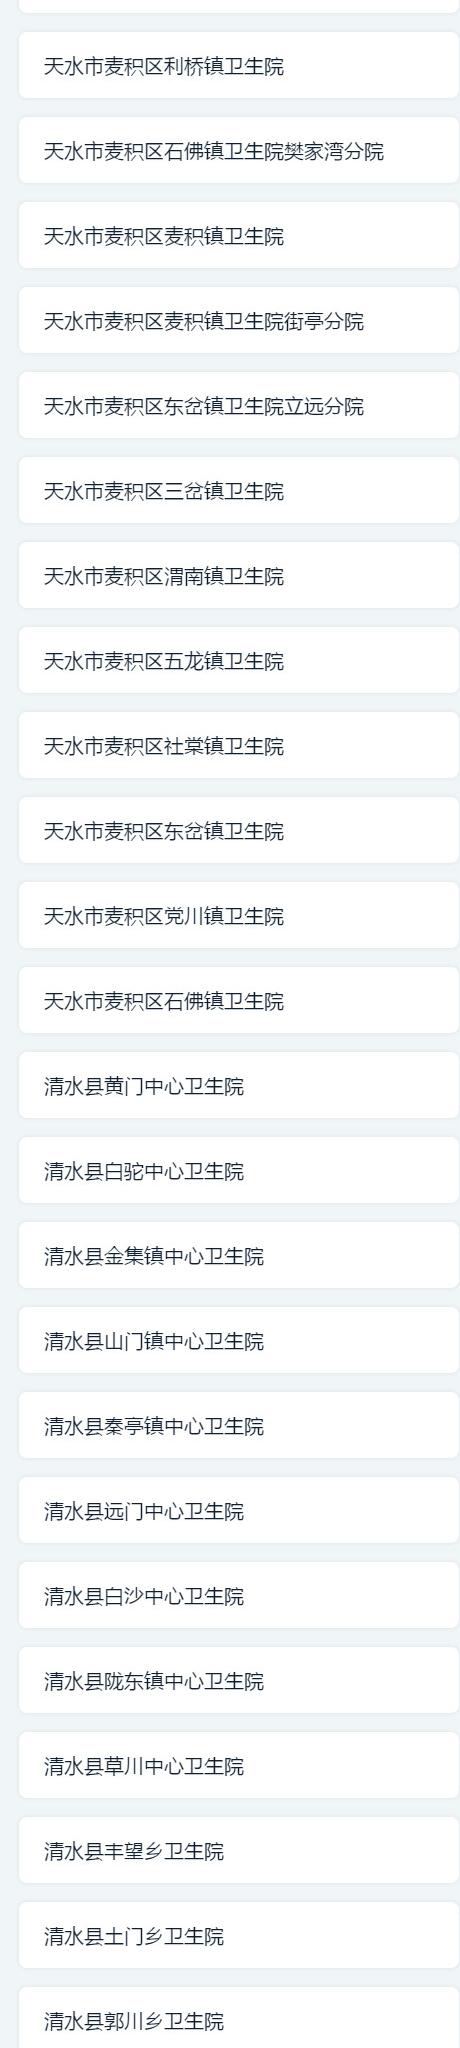 天水市麦积区利桥镇卫生院
天水市麦积区石佛镇卫生院樊家湾分院
天水市麦积区麦积镇卫生院
天水市麦积区麦积镇卫生院街亭分院
天水市麦积区东岔镇卫生院立远分院
天水市麦积区三岔镇卫生院
天水市麦积区渭南镇卫生院
天水市麦积区五龙镇卫生院
天水市麦积区社棠镇卫生院
天水市麦积区东岔镇卫生院
天水市麦积区党川镇卫生院
天水市麦积区石佛镇卫生院
清水县黄门中心卫生院
清水县白驼中心卫生院
清水县金集镇中心卫生院
清水县山门镇中心卫生院
清水县秦亭镇中心卫生院
清水县远门中心卫生院
清水县白沙中心卫生院
清水县陇东镇中心卫生院
清水县草川中心卫生院
清水县丰望乡卫生院
清水县土门乡卫生院
清水县郭川乡卫生院